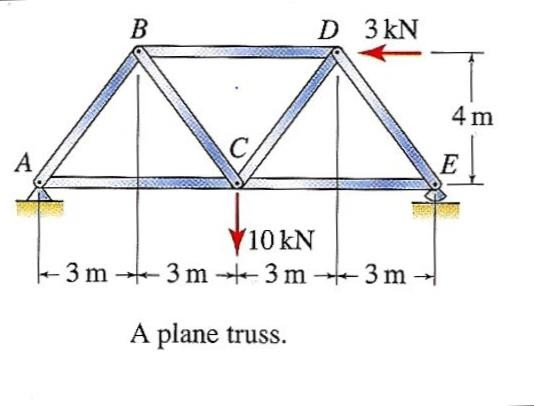 B D 3 kN
4 m
A C E
10 kN
3 m 3 m 3 m 3 m
A plane truss.